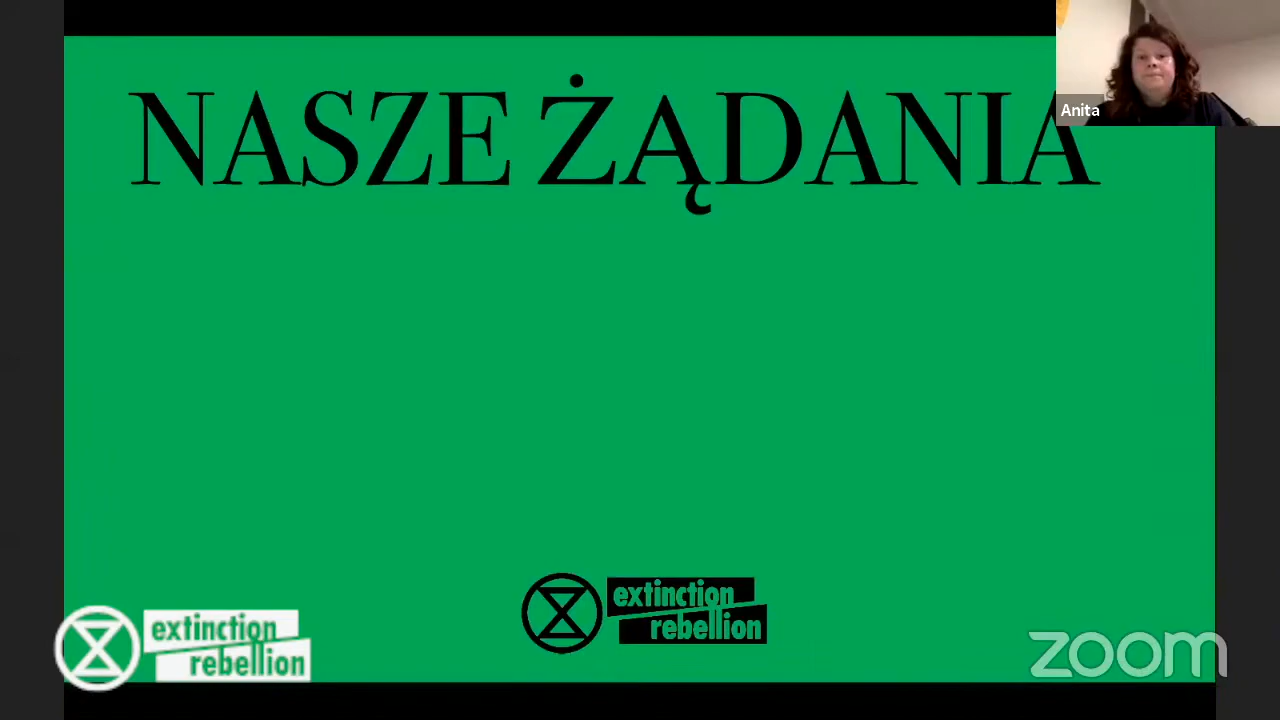 NASZE ŻĄDANIA
Anita
extinction
rebellion
extinction
rebellion
zoom